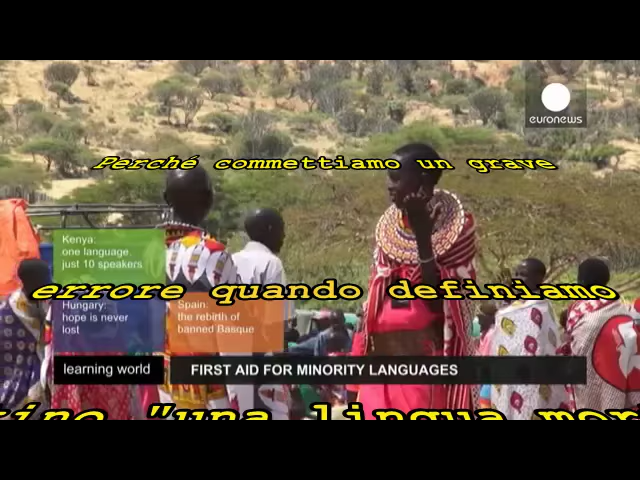 euronews
Perché commettiamo un grave
Kenya:
one language,
just 10 speakers
errore quando definiamo
Hungary:
hope is never
lost
Spain:
the rebirth of
banned Basque
learning world
FIRST AID FOR MINORITY LANGUAGES
"una lingua